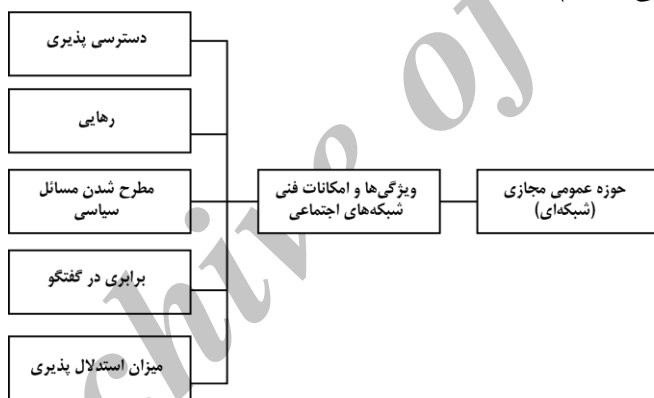 دسترسی پذیری
رهایی
مطرح شدن مسائل
سیاسی
ویژگی‌ها و امکانات فنی
شبکه‌های اجتماعی
حوزه عمومی مجازی
(شبکه‌ای)
برابری در گفتگو
میزان استدلال پذیری